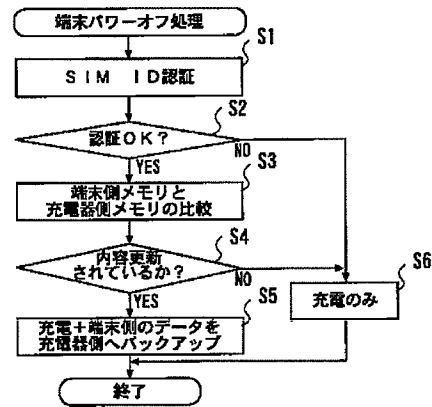 端末パワーオフ処理
S1
SIM ID認証
S2
認証OK？
NO
YES
S3
端末側メモリと
充電器側メモリの比較
S4
内容更新
されているか？
NO
YES
S5
充電＋端末側のデータを
充電器側へバックアップ
S6
充電のみ
終了